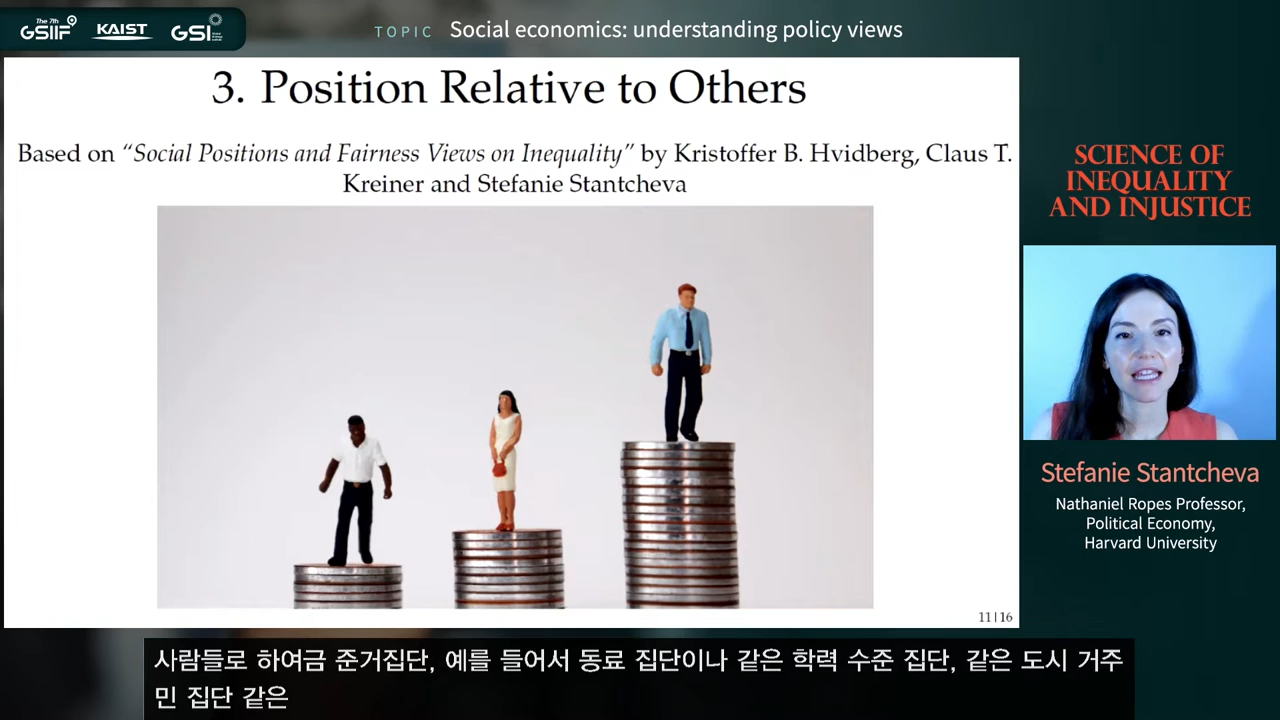 The 7th
GSIIF
KAIST
GSI
TOPIC Social economics: understanding policy views
3. Position Relative to Others
Based on “Social Positions and Fairness Views on Inequality” by Kristoffer B. Hvidberg, Claus T.
Kreiner and Stefanie Stantcheva
11|16
SCIENCE OF
INEQUALITY
AND INJUSTICE
Stefanie Stantcheva
Nathaniel Ropes Professor,
Political Economy,
Harvard University
사람들로 하여금 준거집단, 예를 들어서 동료 집단이나 같은 학력 수준 집단, 같은 도시 거주
민 집단 같은